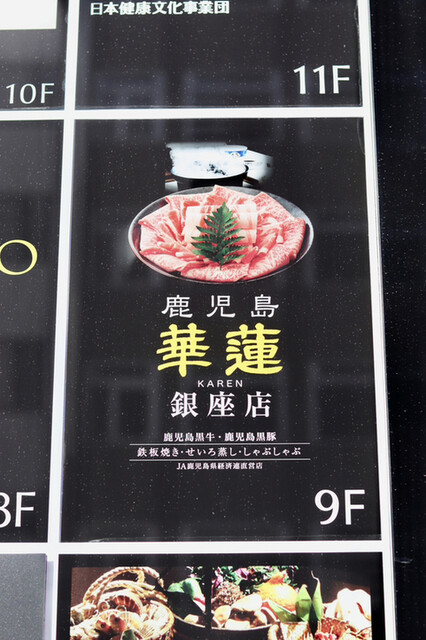 日本健康文化事業団
10F
11F
O
鹿児島
華蓮
KAREN
銀座店
鹿児島黒牛・鹿児島黒豚
鉄板焼き・せいろ蒸し・しゃぶしゃぶ
JA鹿児島県経済連直営店
8F
9F